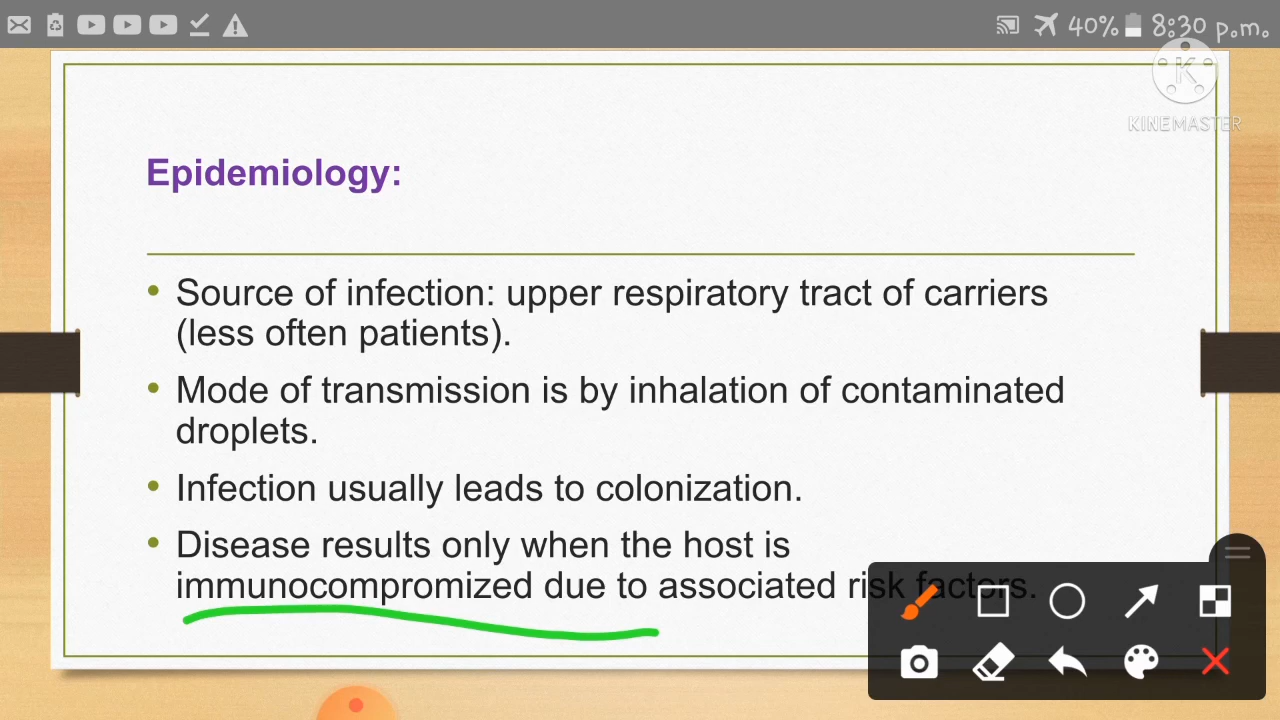 40% 8:30 p.m.
K
KINEMASTER
Epidemiology:
• Source of infection: upper respiratory tract of carriers
(less often patients).
• Mode of transmission is by inhalation of contaminated
droplets.
• Infection usually leads to colonization.
• Disease results only when the host is
immunocompromized due to associated risk factors.